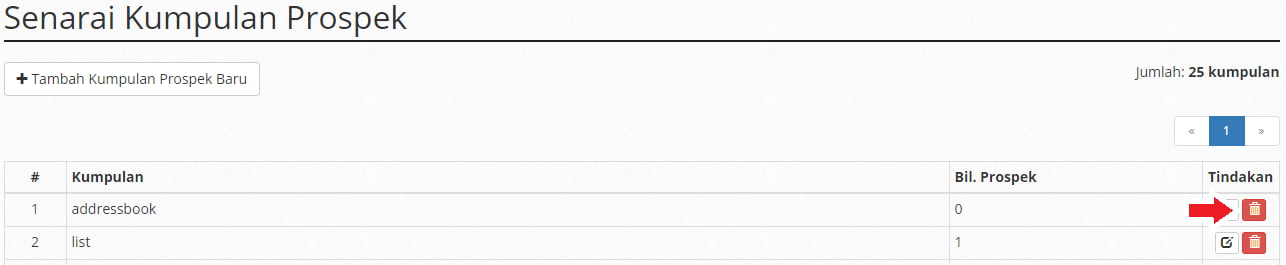 Senarai Kumpulan Prospek
Tambah Kumpulan Prospek Baru
Jumlah: 25 kumpulan
« 1 »
# Kumpulan Bil. Prospek Tindakan
1 addressbook 0
2 list 1